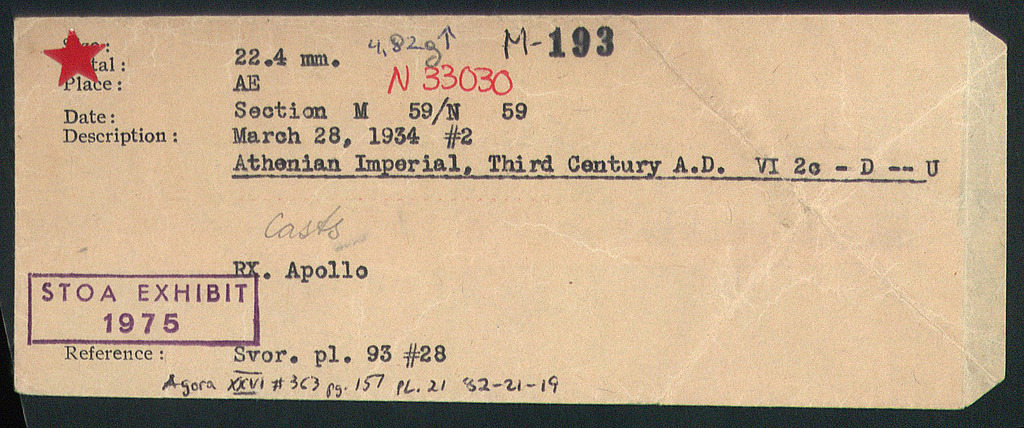 4,82g↑ M-193
Size: 22.4 mm.
Metal: AE N 33030
Place: Section M 59/N 59
Date: March 28, 1934 #2
Description: Athenian Imperial, Third Century A.D. VI 2c - D -- U
Casts
RX. Apollo
STOA EXHIBIT
1975
Reference: Svor. pl. 93 #28
Agora XXVI # 363 pg. 157 PL. 21 82-21-19